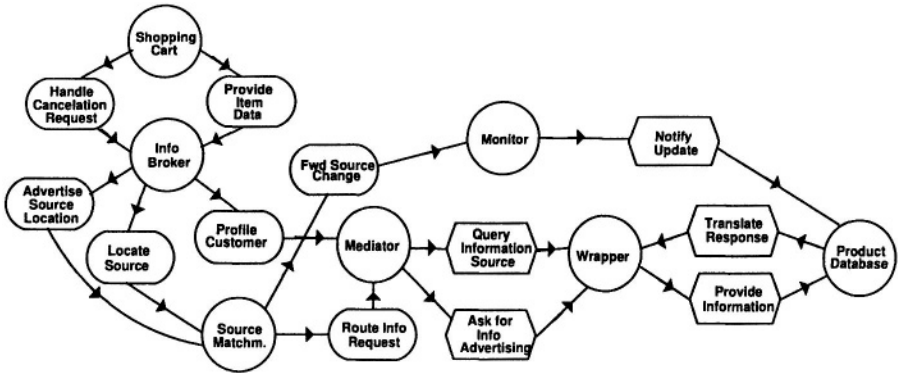 Shopping
Cart
Handle
Cancelation
Request
Provide
Item
Data
Info
Broker
Monitor
Notify
Update
Fwd Source
Change
Advertise
Source
Location
Profile
Customer
Mediator
Query
Information
Source
Wrapper
Translate
Response
Product
Database
Locate
Source
Provide
Information
Source
Matchm.
Route Info
Request
Ask for
Info
Advertising